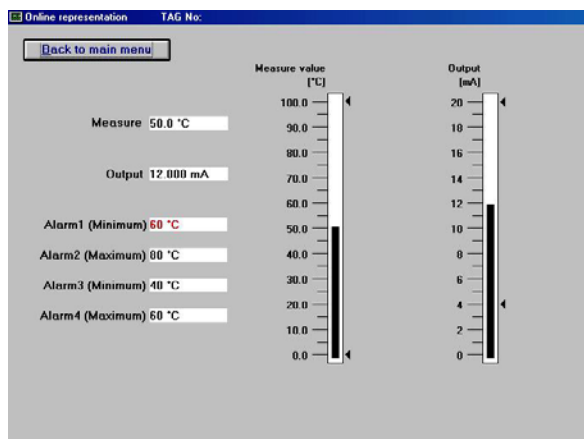 Online representation TAG No:
Back to main menu
Measure value
[°C]
Output
[mA]
Measure 50.0 °C
Output 12.000 mA
Alarm1 (Minimum) 60 °C
Alarm2 (Maximum) 80 °C
Alarm3 (Minimum) 40 °C
Alarm4 (Maximum) 60 °C
100.0
90.0
80.0
70.0
60.0
50.0
40.0
30.0
20.0
10.0
0.0
20
18
16
14
12
10
8
6
4
2
0